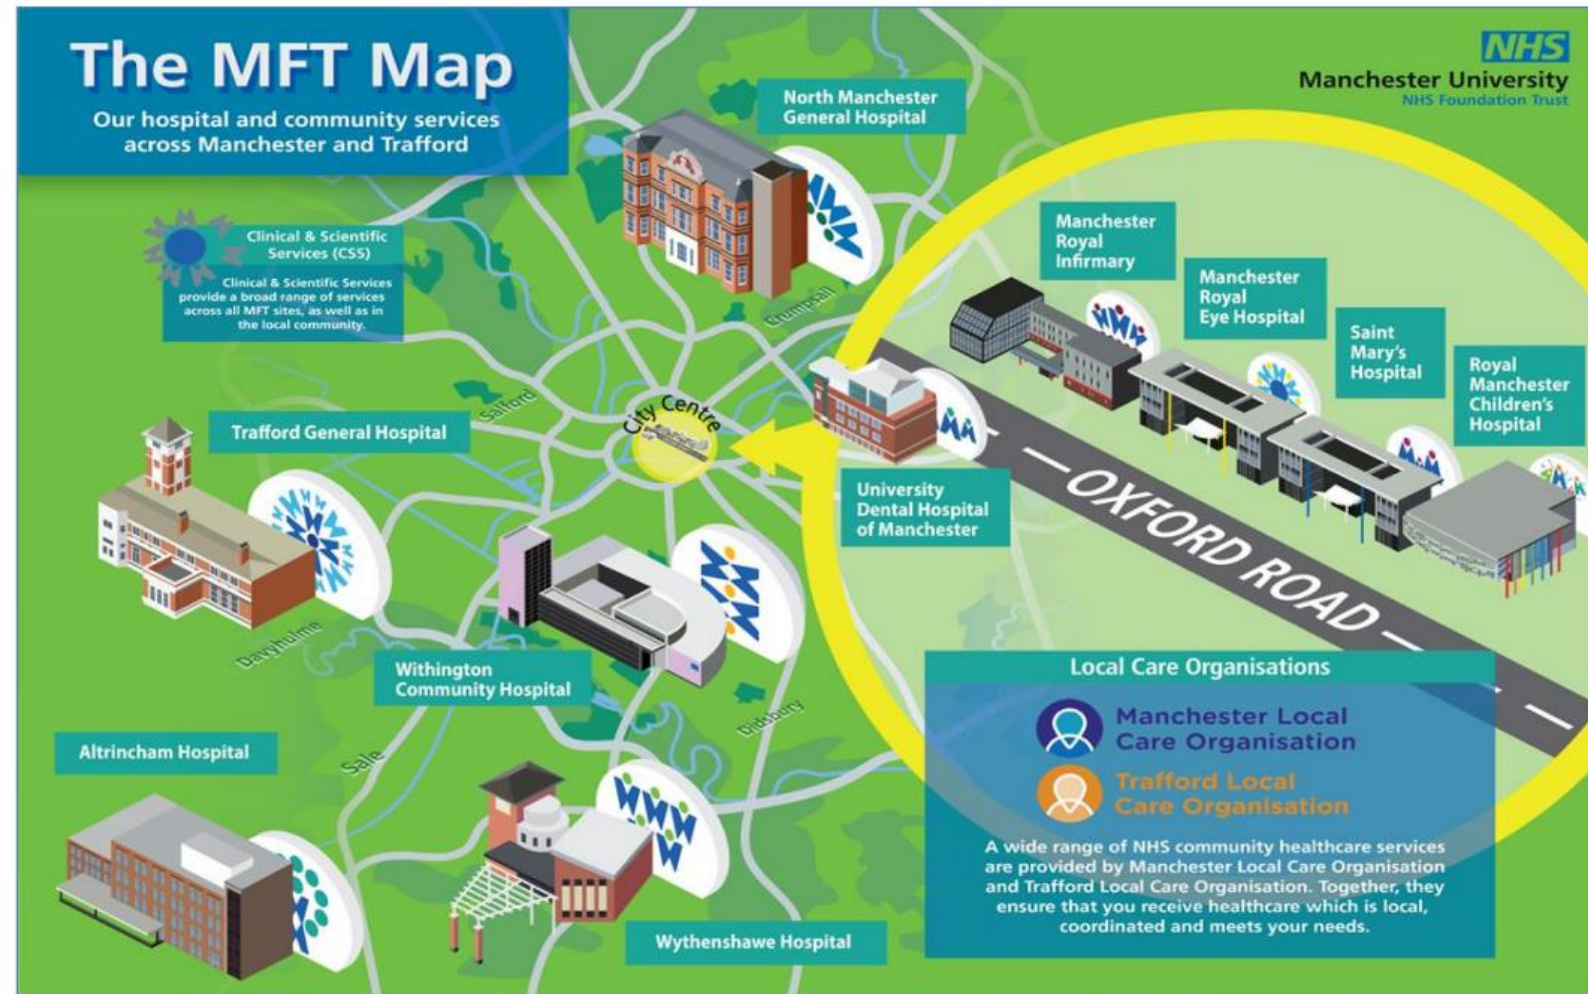 The MFT Map
Our hospital and community services
across Manchester and Trafford
NHS
Manchester University
NHS Foundation Trust
North Manchester
General Hospital
Clinical & Scientific
Services (CSS)
Clinical & Scientific Services
provide a broad range of services
across all MFT sites, as well as in
the local community.
Crumpsall
Manchester
Royal
Infirmary
Manchester
Royal
Eye Hospital
Saint
Mary's
Hospital
Royal
Manchester
Children's
Hospital
Salford
City Centre
Trafford General Hospital
University
Dental Hospital
of Manchester
OXFORD ROAD
Davyhulme
Withington
Community Hospital
Didsbury
Sale
Altrincham Hospital
Wythenshawe Hospital
Local Care Organisations
Manchester Local
Care Organisation
Trafford Local
Care Organisation
A wide range of NHS community healthcare services
are provided by Manchester Local Care Organisation
and Trafford Local Care Organisation. Together, they
ensure that you receive healthcare which is local,
coordinated and meets your needs.